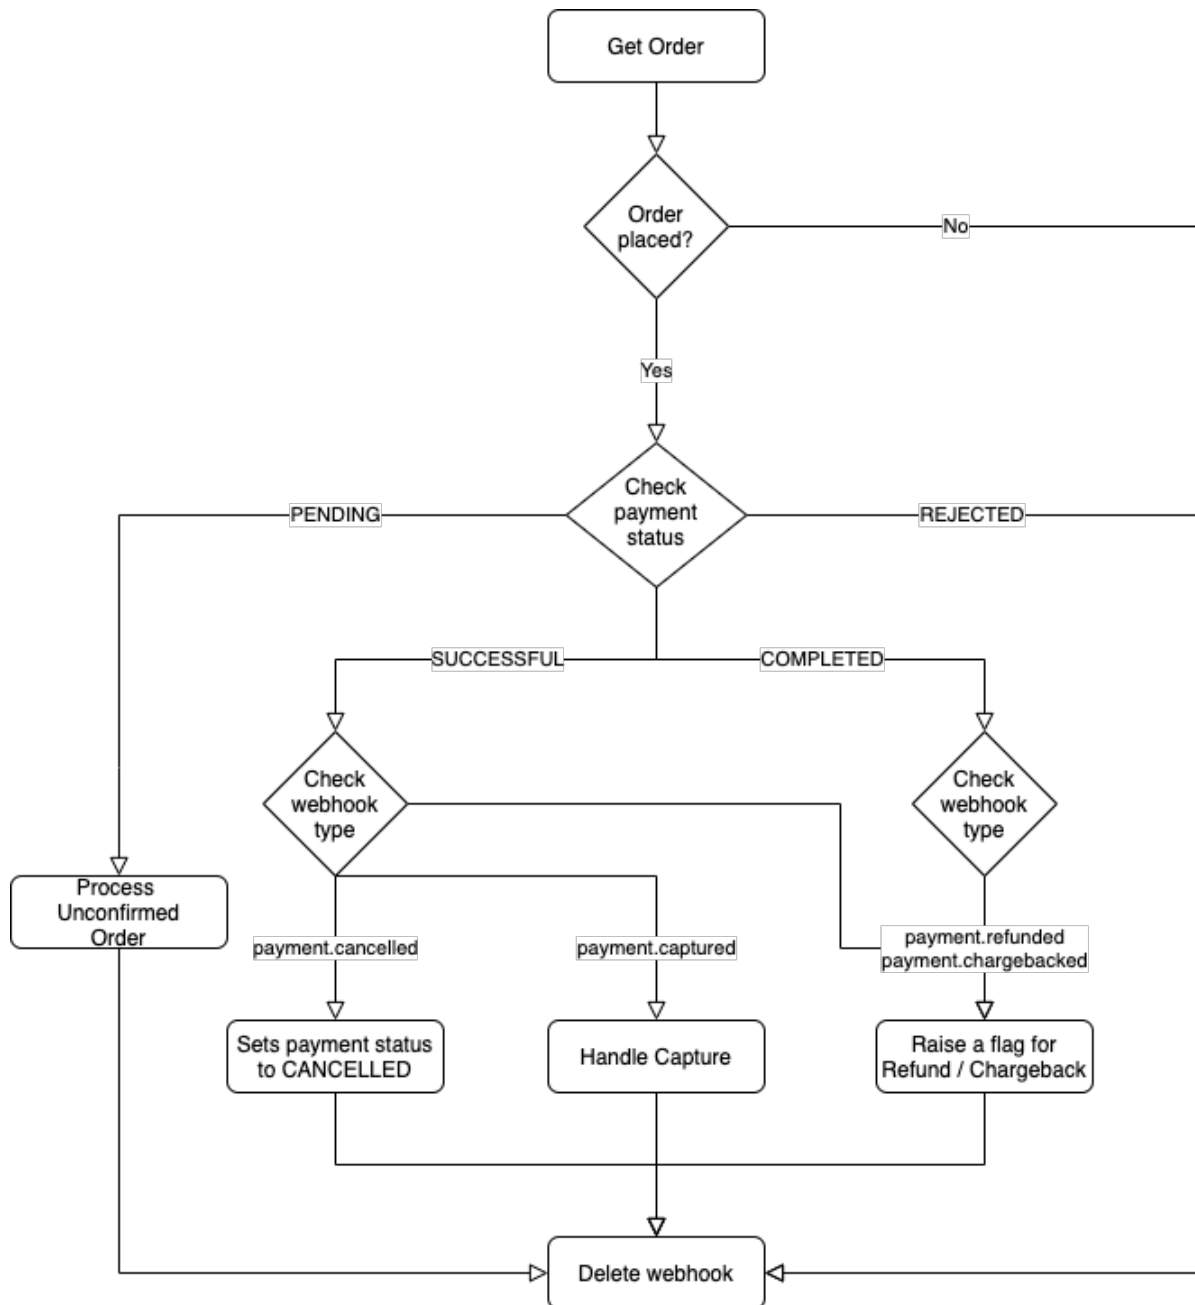 Get Order
Order
placed?
No
Yes
Check
payment
status
PENDING
REJECTED
SUCCESSFUL
COMPLETED
Check
webhook
type
Check
webhook
type
Process
Unconfirmed
Order
payment.cancelled
payment.captured
payment.refunded
payment.chargebacked
Sets payment status
to CANCELLED
Handle Capture
Raise a flag for
Refund / Chargeback
Delete webhook